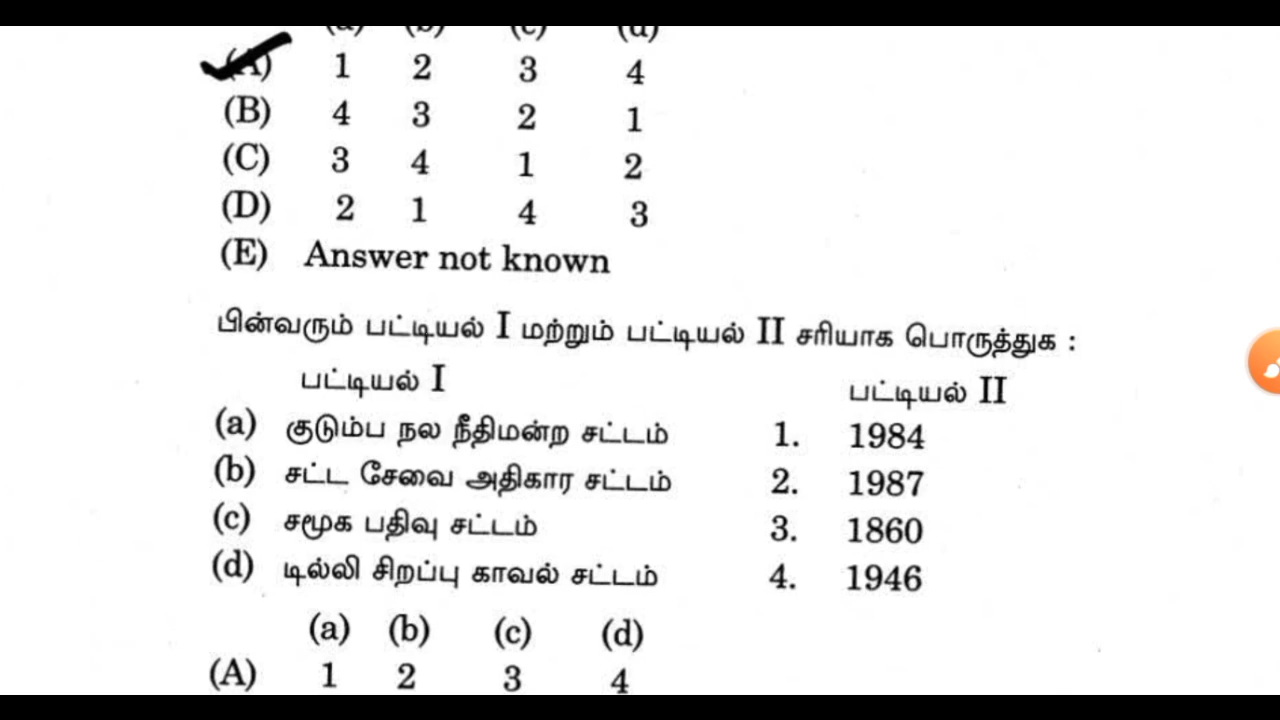 (a) (b) (c) (d)
(A) 1 2 3 4
(B) 4 3 2 1
(C) 3 4 1 2
(D) 2 1 4 3
(E) Answer not known
பின்வரும் பட்டியல் I மற்றும் பட்டியல் II சரியாக பொருத்துக :
பட்டியல் I பட்டியல் II
(a) குடும்ப நல நீதிமன்ற சட்டம் 1. 1984
(b) சட்ட சேவை அதிகார சட்டம் 2. 1987
(c) சமூக பதிவு சட்டம் 3. 1860
(d) டில்லி சிறப்பு காவல் சட்டம் 4. 1946
(a) (b) (c) (d)
(A) 1 2 3 4